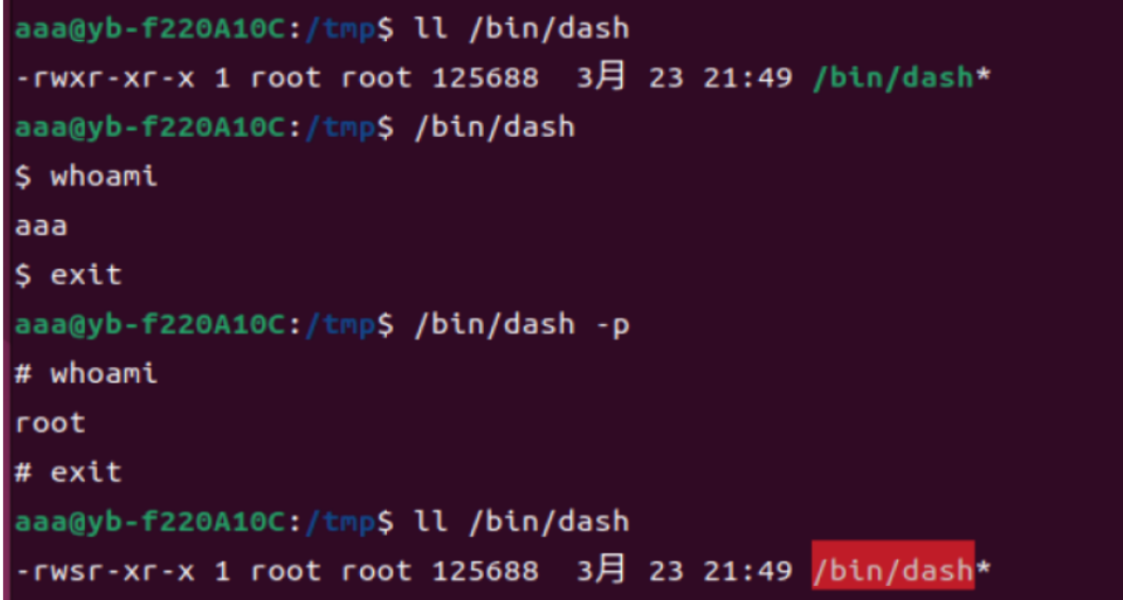 aaa@yb-f220A10C:/tmp$ ll /bin/dash
-rwxr-xr-x 1 root root 125688  3月 23 21:49 /bin/dash*
aaa@yb-f220A10C:/tmp$ /bin/dash
$ whoami
aaa
$ exit
aaa@yb-f220A10C:/tmp$ /bin/dash -p
# whoami
root
# exit
aaa@yb-f220A10C:/tmp$ ll /bin/dash
-rwsr-xr-x 1 root root 125688  3月 23 21:49 /bin/dash*